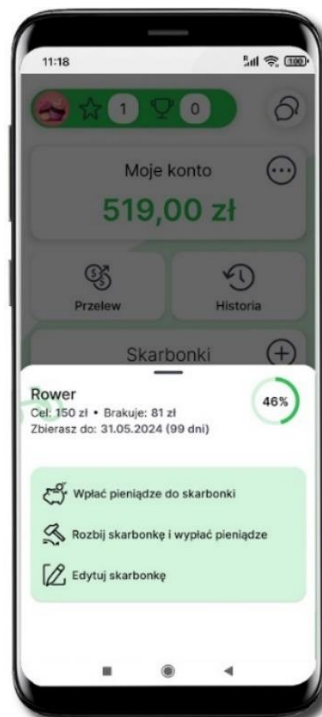 11:18
100
1
0
Moje konto
519,00 zł
Przelew
Historia
Skarbonki
Rower
46%
Cel: 150 zł • Brakuje: 81 zł
Zbierasz do: 31.05.2024 (99 dni)
Wpłać pieniądze do skarbonki
Rozbij skarbonkę i wypłać pieniądze
Edytuj skarbonkę